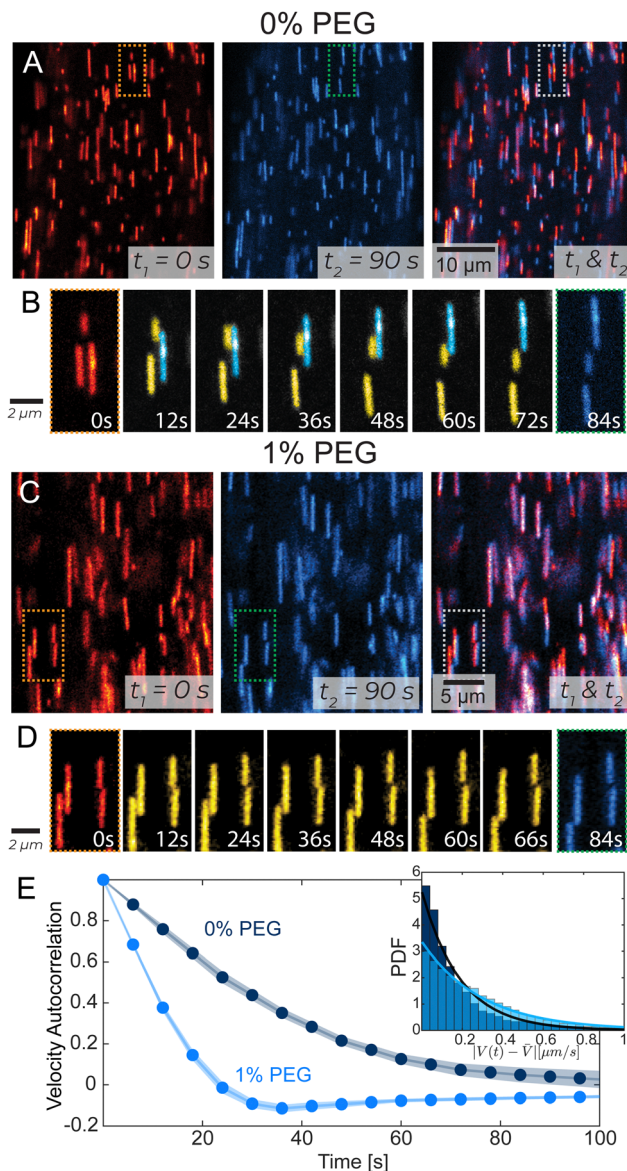 0% PEG
A
t₁ = 0 s
t₂ = 90 s
10 µm
t₁ & t₂
B
2 µm
0s
12s
24s
36s
48s
60s
72s
84s
1% PEG
C
t₁ = 0 s
t₂ = 90 s
5 µm
t₁ & t₂
D
2 µm
0s
12s
24s
36s
48s
60s
66s
84s
E
Velocity Autocorrelation
0.8
0.6
0.4
0.2
0
-0.2
0% PEG
1% PEG
20
40
60
80
100
Time [s]
PDF
6
5
4
3
2
1
0
0.2
0.4
0.6
0.8
1
|V(t) − V̄|[µm/s]